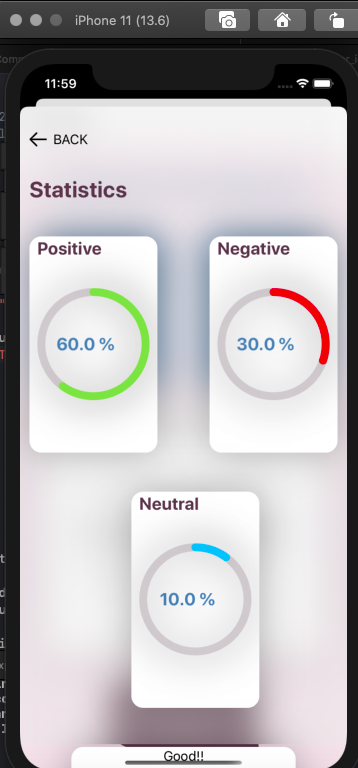 iPhone 11 (13.6)
11:59
BACK
Statistics
Positive
Negative
60.0 %
30.0 %
Neutral
10.0 %
Good!!